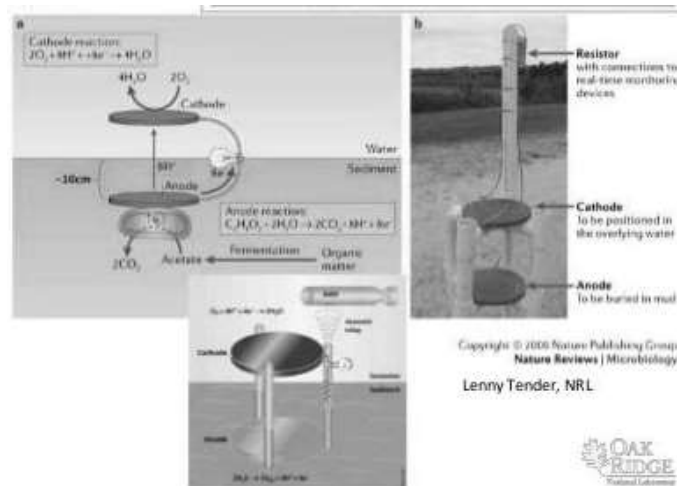 a
Cathode reactions:
2O₂+8H⁺+8e⁻→4H₂O
4H₂O 2O₂
Cathode
8H⁺
8e⁻
Water
Sediment
~10cm
Anode
Anode reactions:
C₂H₄O₂+2H₂O→2CO₂+8H⁺+8e⁻
2CO₂
Acetate
Fermentation
Organic
matter
b
Resistor
with connections to
real-time monitoring
devices
Cathode
To be positioned in
the overlying water
Anode
To be buried in mud
Cathode
Copyright © 2006 Nature Publishing Group
Nature Reviews | Microbiology
Lenny Tender, NRL
OAK
RIDGE
National Laboratory